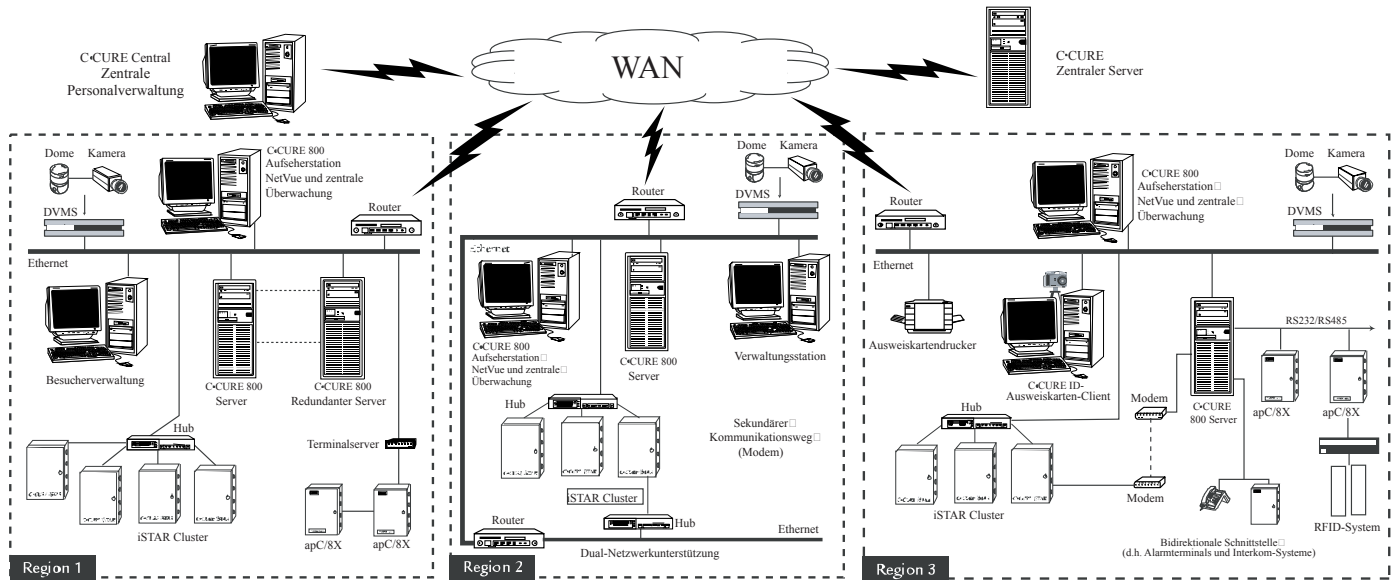 C•CURE Central
Zentrale
Personalverwaltung
WAN
C•CURE
Zentraler Server
Dome
Kamera
DVMS
C•CURE 800
Aufseherstation
NetVue und zentrale
Überwachung
Router
Ethernet
Besucherverwaltung
C•CURE 800
Server
C•CURE 800
Redundanter Server
Hub
Terminalserver
iSTAR Cluster
apC/8X
apC/8X
Region 1
Router
Dome
Kamera
DVMS
Ethernet
C•CURE 800
Aufseherstation
NetVue und zentrale
Überwachung
C•CURE 800
Server
Verwaltungsstation
Hub
Sekundärer
Kommunikationsweg
(Modem)
iSTAR Cluster
Router
Hub
Ethernet
Dual-Netzwerkunterstützung
Region 2
Router
C•CURE 800
Aufseherstation
NetVue und zentrale
Überwachung
Dome
Kamera
DVMS
Ethernet
Ausweiskartendrucker
C•CURE ID-
Ausweiskarten-Client
RS232/RS485
Modem
C•CURE
800 Server
apC/8X
apC/8X
Hub
iSTAR Cluster
Modem
RFID-System
Bidirektionale Schnittstelle
(d.h. Alarmterminals und Interkom-Systeme)
Region 3